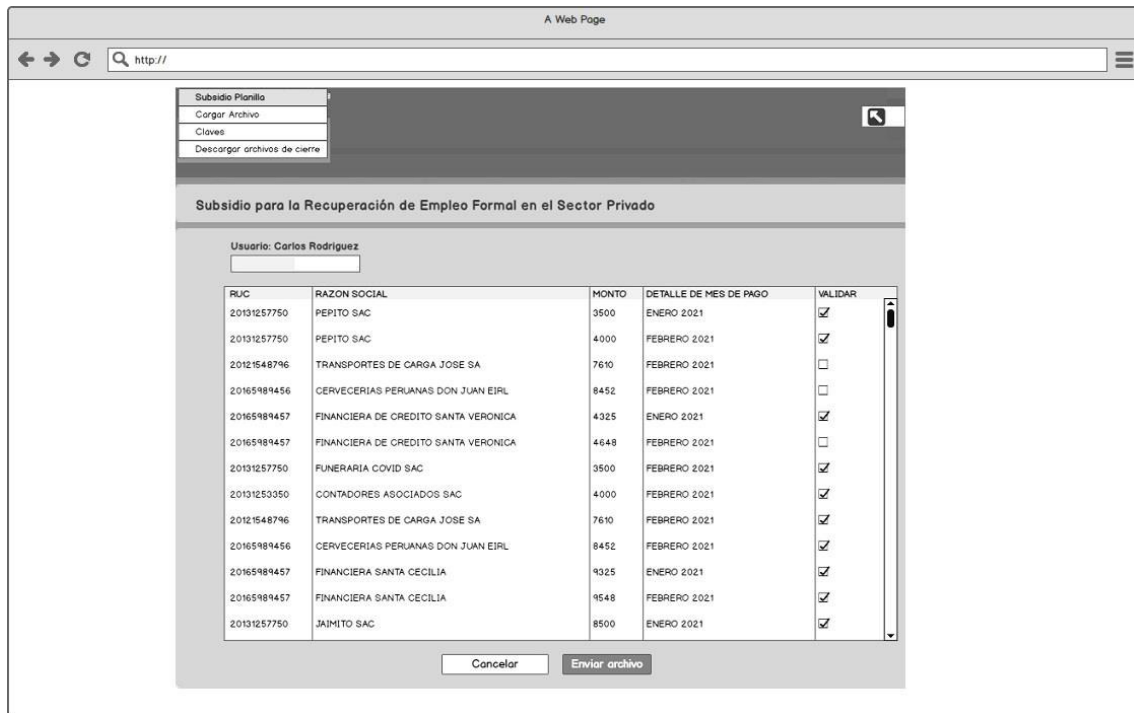 A Web Page
http://
Subsidio Planilla
Cargar Archivo
Claves
Descargar archivos de cierre
Subsidio para la Recuperación de Empleo Formal en el Sector Privado
Usuario: Carlos Rodriguez
RUC RAZON SOCIAL MONTO DETALLE DE MES DE PAGO VALIDAR
20131257750 PEPITO SAC 3500 ENERO 2021
20131257750 PEPITO SAC 4000 FEBRERO 2021
20121548796 TRANSPORTES DE CARGA JOSE SA 7610 FEBRERO 2021
20165989456 CERVECERIAS PERUANAS DON JUAN EIRL 8452 FEBRERO 2021
20165989457 FINANCIERA DE CREDITO SANTA VERONICA 4325 ENERO 2021
20165989457 FINANCIERA DE CREDITO SANTA VERONICA 4648 FEBRERO 2021
20131257750 FUNERARIA COVID SAC 3500 FEBRERO 2021
20131253350 CONTADORES ASOCIADOS SAC 4000 FEBRERO 2021
20121548796 TRANSPORTES DE CARGA JOSE SA 7610 FEBRERO 2021
20165989456 CERVECERIAS PERUANAS DON JUAN EIRL 8452 FEBRERO 2021
20165989457 FINANCIERA SANTA CECILIA 9325 ENERO 2021
20165989457 FINANCIERA SANTA CECILIA 9548 FEBRERO 2021
20131257750 JAIMITO SAC 8500 ENERO 2021
Cancelar Enviar archivo